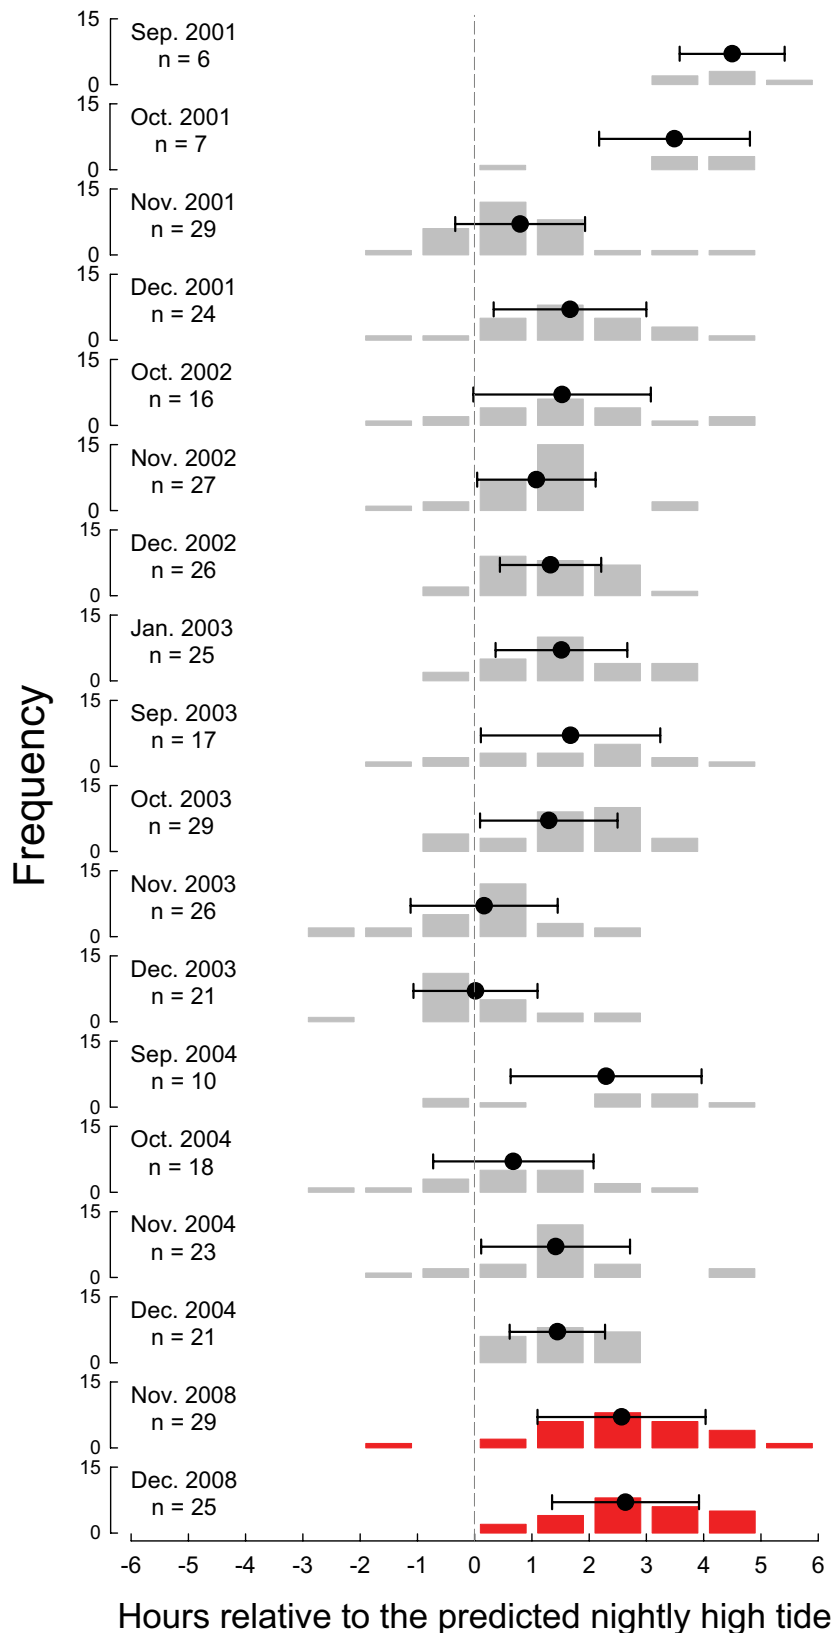 Frequency
15
Sep. 2001
n = 6
0
15
Oct. 2001
n = 7
0
15
Nov. 2001
n = 29
0
15
Dec. 2001
n = 24
0
15
Oct. 2002
n = 16
0
15
Nov. 2002
n = 27
0
15
Dec. 2002
n = 26
0
15
Jan. 2003
n = 25
0
15
Sep. 2003
n = 17
0
15
Oct. 2003
n = 29
0
15
Nov. 2003
n = 26
0
15
Dec. 2003
n = 21
0
15
Sep. 2004
n = 10
0
15
Oct. 2004
n = 18
0
15
Nov. 2004
n = 23
0
15
Dec. 2004
n = 21
0
15
Nov. 2008
n = 29
0
15
Dec. 2008
n = 25
0
-6 -5 -4 -3 -2 -1 0 1 2 3 4 5 6
Hours relative to the predicted nightly high tide